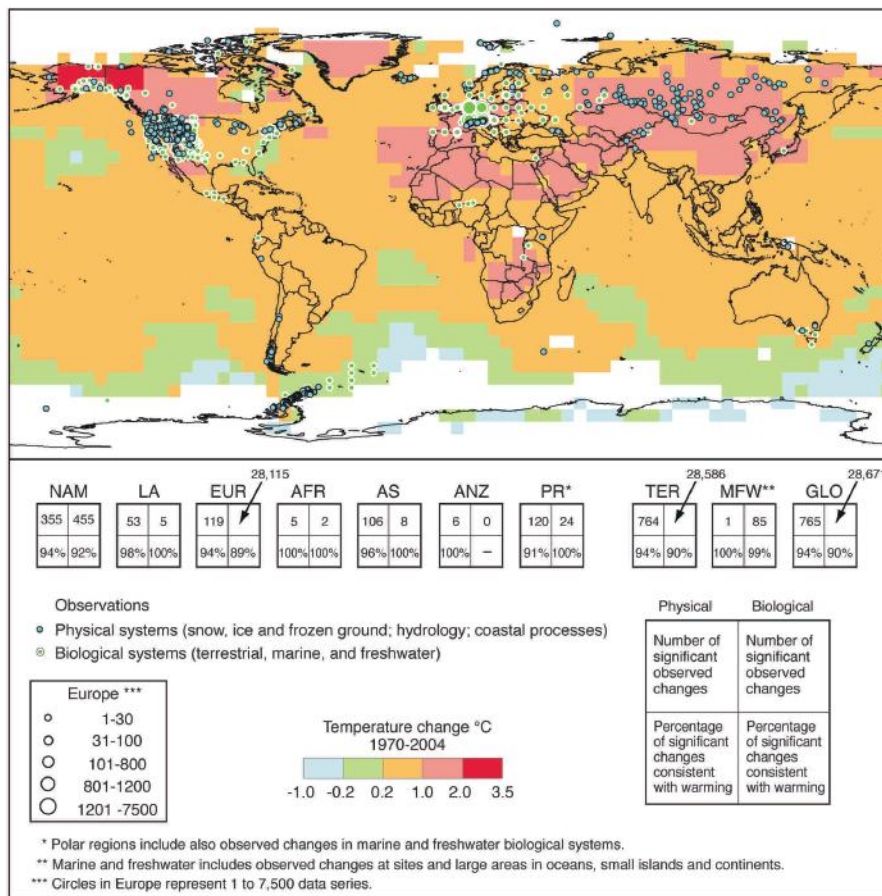 28,115
28,586
28,671
NAM LA EUR AFR AS ANZ PR* TER MFW** GLO
355 455 53 5 119 5 2 106 8 6 0 120 24 764 1 85 765
94% 92% 98% 100% 94% 89% 100% 100% 96% 100% 100% – 91% 100% 94% 90% 100% 99% 94% 90%
Observations
Physical systems (snow, ice and frozen ground; hydrology; coastal processes)
Biological systems (terrestrial, marine, and freshwater)
Europe ***
1-30
31-100
101-800
801-1200
1201 -7500
Temperature change °C
1970-2004
-1.0 -0.2 0.2 1.0 2.0 3.5
Physical Biological
Number of
significant
observed
changes
Number of
significant
observed
changes
Percentage
of significant
changes
consistent
with warming
Percentage
of significant
changes
consistent
with warming
* Polar regions include also observed changes in marine and freshwater biological systems.
** Marine and freshwater includes observed changes at sites and large areas in oceans, small islands and continents.
*** Circles in Europe represent 1 to 7,500 data series.